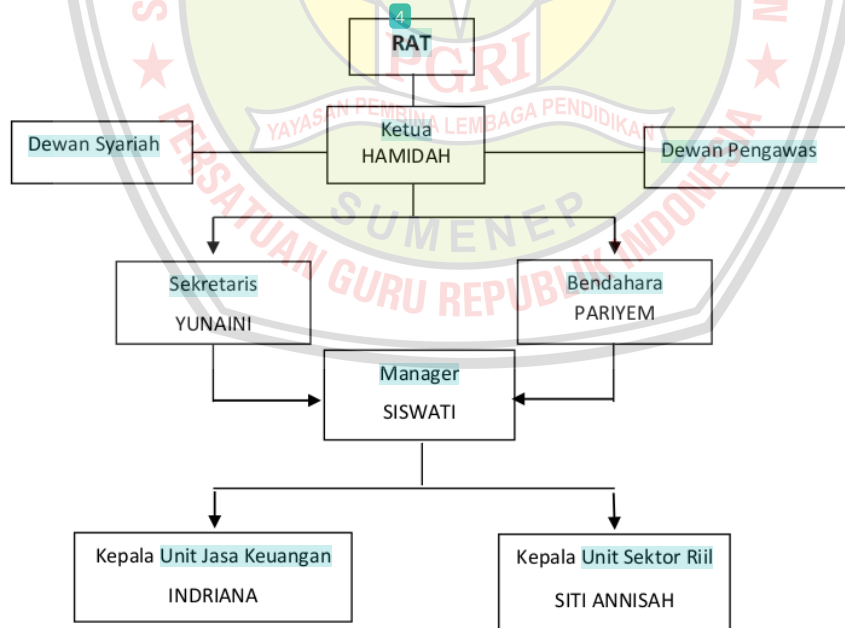 4
RAT
PGRI
YAYASAN PEMBINA LEMBAGA PENDIDIKAN
Ketua
HAMIDAH
Dewan Syariah
Dewan Pengawas
SUMENEP
PERSATUAN GURU REPUBLIK INDONESIA
Sekretaris
YUNAINI
Bendahara
PARIYEM
Manager
SISWATI
Kepala Unit Jasa Keuangan
INDRIANA
Kepala Unit Sektor Riil
SITI ANNISAH